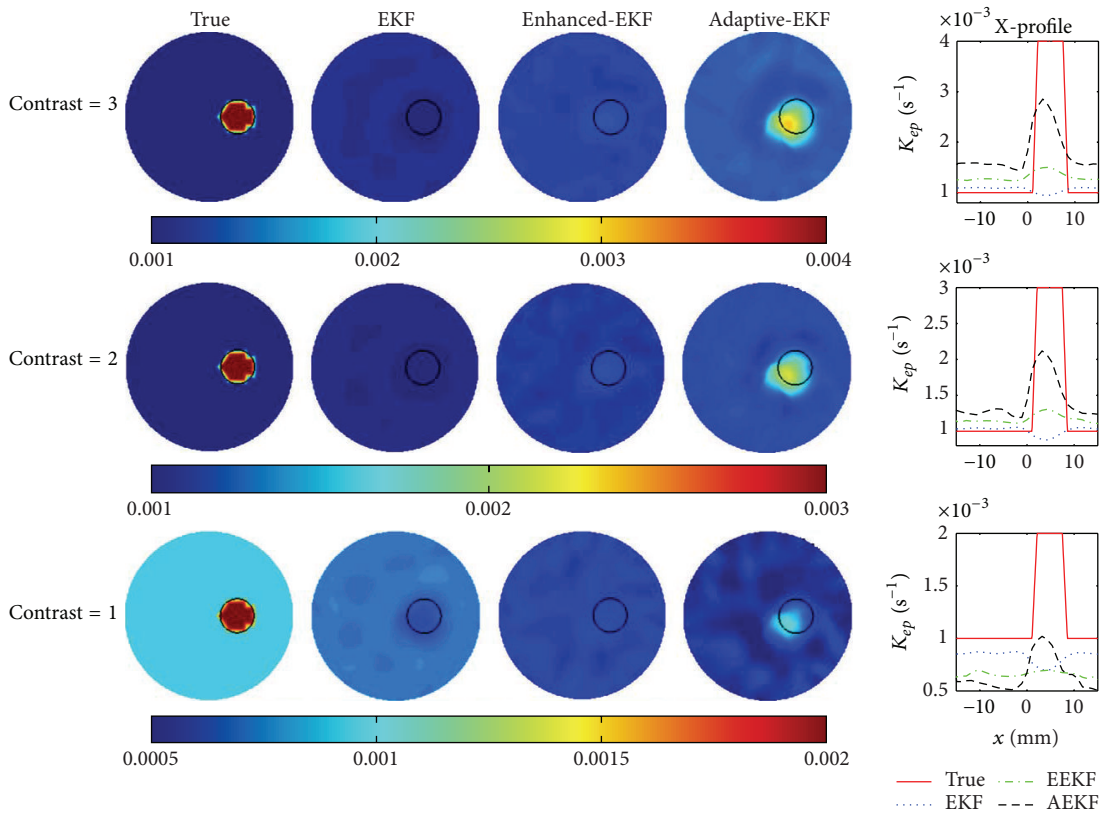 True EKF Enhanced-EKF Adaptive-EKF X-profile
×10⁻³
Contrast = 3
4
3
2
1
K_ep (s⁻¹)
−10 0 10
0.001 0.002 0.003 0.004
×10⁻³
Contrast = 2
3
2.5
2
1.5
1
K_ep (s⁻¹)
−10 0 10
0.001 0.002 0.003
×10⁻³
Contrast = 1
2
1.5
1
0.5
K_ep (s⁻¹)
−10 0 10
x (mm)
0.0005 0.001 0.0015 0.002
True EEKF
EKF AEKF